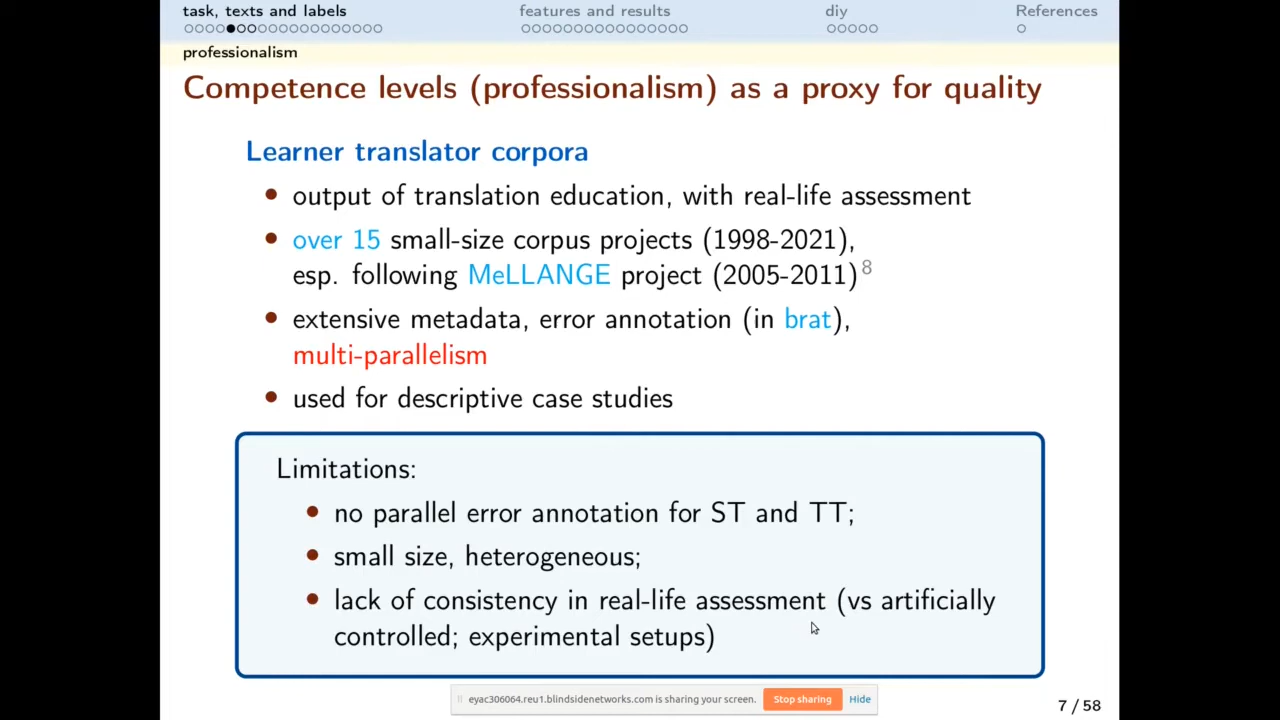 task, texts and labels features and results diy References
professionalism
Competence levels (professionalism) as a proxy for quality
Learner translator corpora
output of translation education, with real-life assessment
over 15 small-size corpus projects (1998-2021),
esp. following MeLLANGE project (2005-2011)8
extensive metadata, error annotation (in brat),
multi-parallelism
used for descriptive case studies
Limitations:
no parallel error annotation for ST and TT;
small size, heterogeneous;
lack of consistency in real-life assessment (vs artificially
controlled; experimental setups)
eyac306064.reu1.blindsidenetworks.com is sharing your screen. Stop sharing Hide
7 / 58